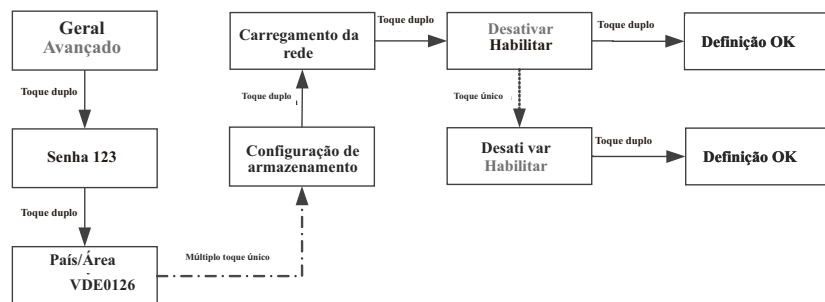 Geral
Avançado
Toque duplo
Senha 123
Toque duplo
País/Área
VDE0126
Múltiplo toque único
Configuração de
armazenamento
Toque duplo
Carregamento da
rede
Toque duplo
Desativar
Habilitar
Toque duplo
Definição OK
Toque único
Desati var
Habilitar
Toque duplo
Definição OK